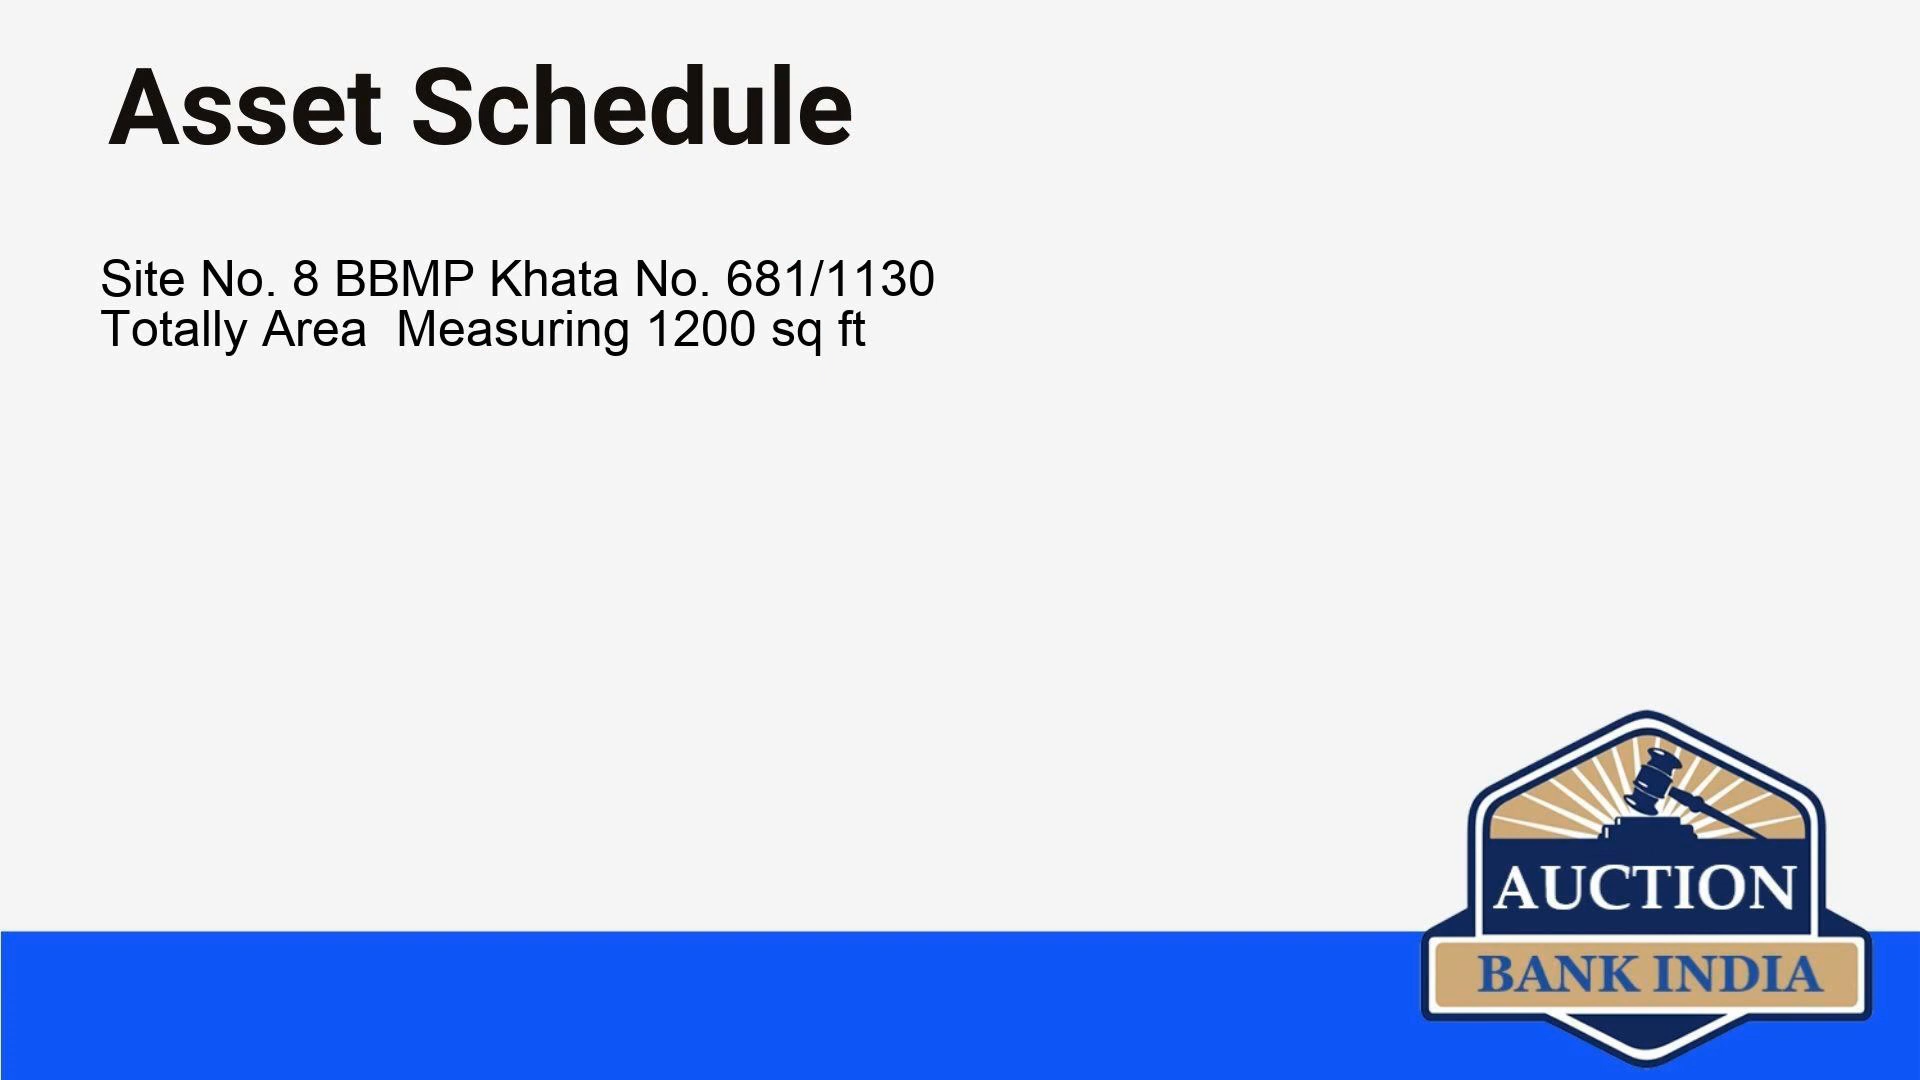 Asset Schedule
Site No. 8 BBMP Khata No. 681/1130
Totally Area  Measuring 1200 sq ft
AUCTION
BANK INDIA